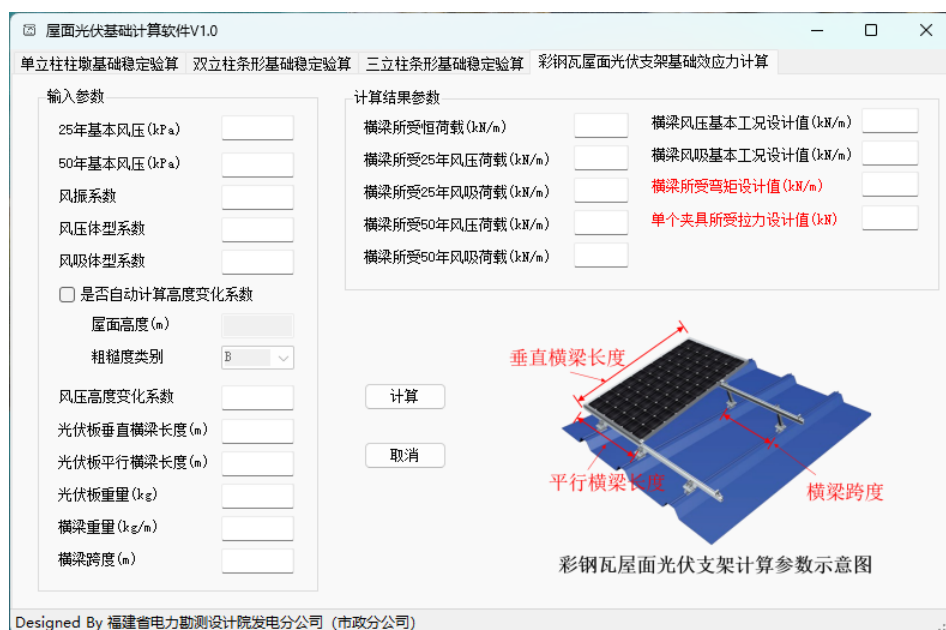 屋面光伏基础计算软件V1.0
单立柱柱墩基础稳定验算 双立柱条形基础稳定验算 三立柱条形基础稳定验算 彩钢瓦屋面光伏支架基础效应力计算
输入参数
25年基本风压(kPa)
50年基本风压(kPa)
风振系数
风压体型系数
风吸体型系数
是否自动计算高度变化系数
屋面高度(m)
粗糙度类别 B
风压高度变化系数
光伏板垂直横梁长度(m)
光伏板平行横梁长度(m)
光伏板重量(kg)
横梁重量(kg/m)
横梁跨度(m)
计算结果参数
横梁所受恒荷载(kN/m)
横梁所受25年风压荷载(kN/m)
横梁所受25年风吸荷载(kN/m)
横梁所受50年风压荷载(kN/m)
横梁所受50年风吸荷载(kN/m)
横梁风压基本工况设计值(kN/m)
横梁风吸基本工况设计值(kN/m)
横梁所受弯矩设计值(kN/m)
单个夹具所受拉力设计值(kN)
计算
取消
垂直横梁长度
平行横梁长度
横梁跨度
彩钢瓦屋面光伏支架计算参数示意图
Designed By 福建省电力勘测设计院发电分公司 (市政分公司)